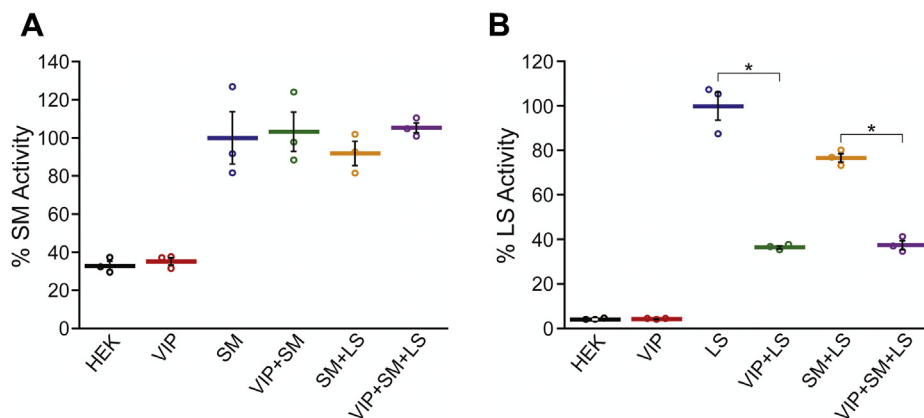 A
% SM Activity
140
120
100
80
60
40
20
0
HEK
VIP
SM
VIP+SM
SM+LS
VIP+SM+LS
B
% LS Activity
120
100
80
60
40
20
0
*
*
HEK
VIP
LS
VIP+LS
SM+LS
VIP+SM+LS